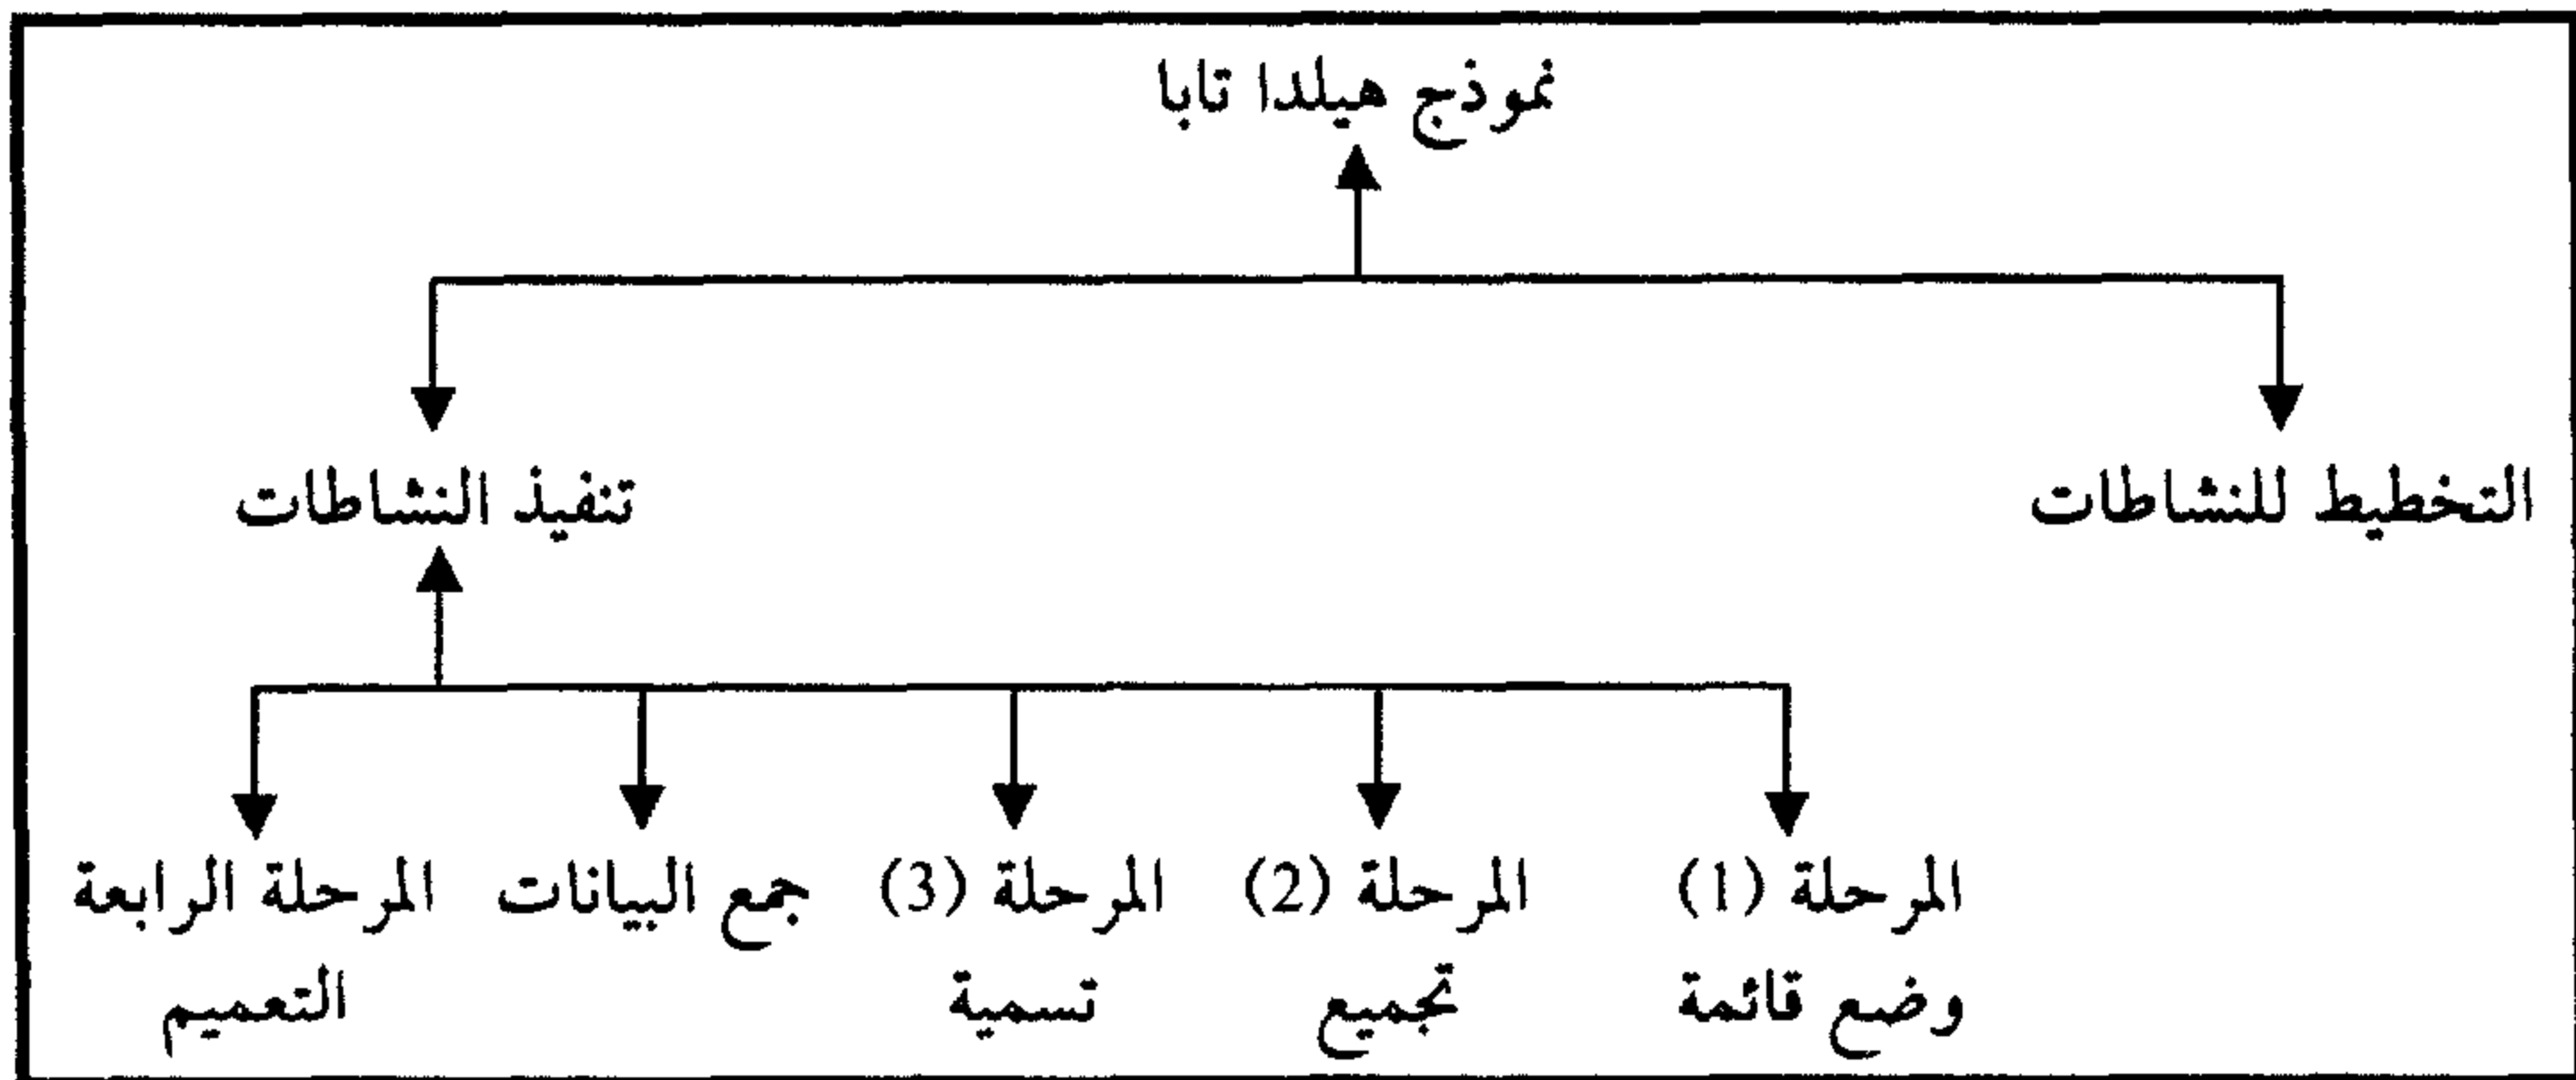 نموذج هيلدا تابا
التخطيط للنشاطات
تنفيذ النشاطات
المرحلة (1)
وضع قائمة
المرحلة (2)
تجميع
المرحلة (3)
تسمية
جمع البيانات
المرحلة الرابعة
التعميم